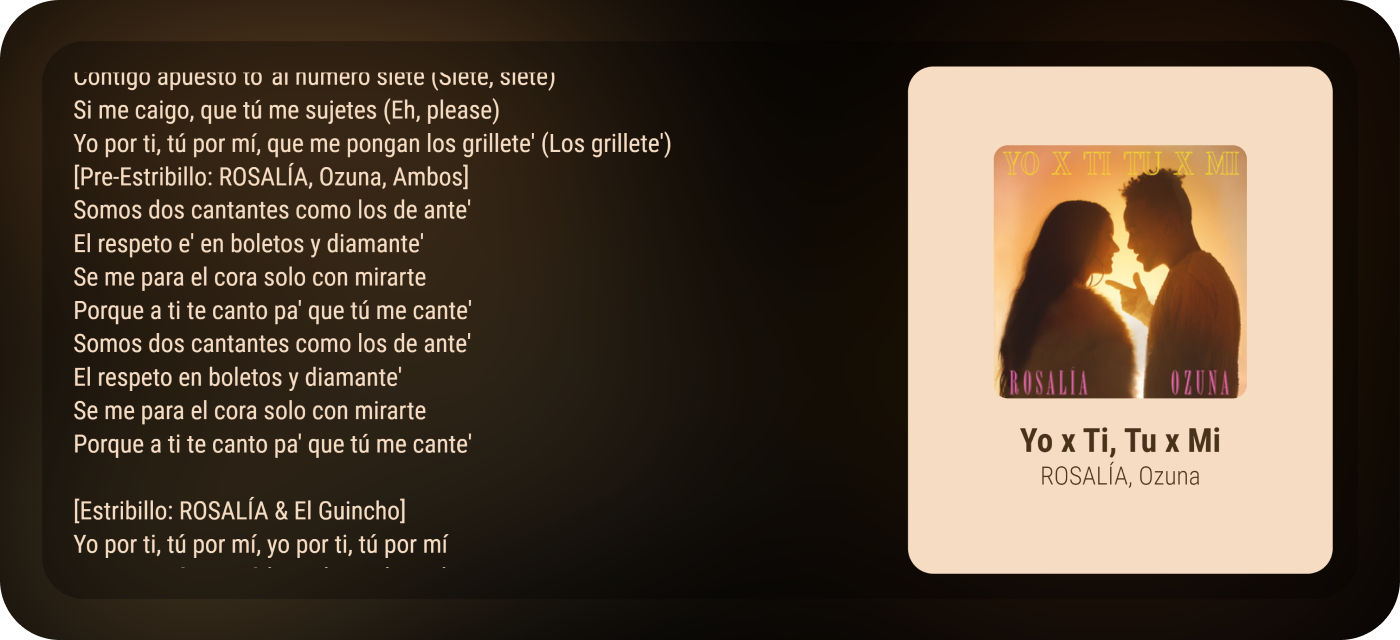 Contigo apuesto to' al número siete (Siete, siete)
Si me caigo, que tú me sujetes (Eh, please)
Yo por ti, tú por mí, que me pongan los grillete' (Los grillete')
[Pre-Estribillo: ROSALÍA, Ozuna, Ambos]
Somos dos cantantes como los de ante'
El respeto e' en boletos y diamante'
Se me para el cora solo con mirarte
Porque a ti te canto pa' que tú me cante'
Somos dos cantantes como los de ante'
El respeto en boletos y diamante'
Se me para el cora solo con mirarte
Porque a ti te canto pa' que tú me cante'
[Estribillo: ROSALÍA & El Guincho]
Yo por ti, tú por mí, yo por ti, tú por mí
YO X TI TU X MI
ROSALÍA OZUNA
Yo x Ti, Tu x Mi
ROSALÍA, Ozuna